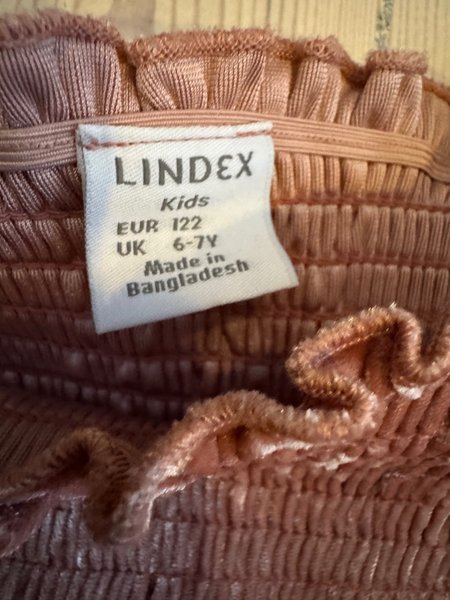 LINDEX
Kids
EUR 122
UK 6-7Y
Made in
Bangladesh